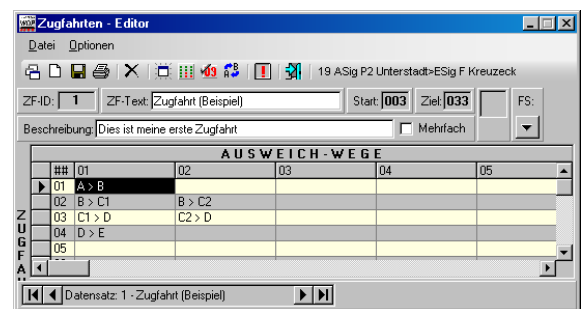 Zugfahrten - Editor
Datei Optionen
19 ASig P2 Unterstadt>ESig F Kreuzeck
ZF-ID: 1 ZF-Text: Zugfahrt (Beispiel) Start: 003 Ziel: 033 FS:
Beschreibung: Dies ist meine erste Zugfahrt Mehrfach
AUSWEICH-WEGE
## 01 02 03 04 05
01 A > B
02 B > C1 B > C2
03 C1 > D C2 > D
04 D > E
05
ZUGFA
Datensatz: 1 - Zugfahrt (Beispiel)